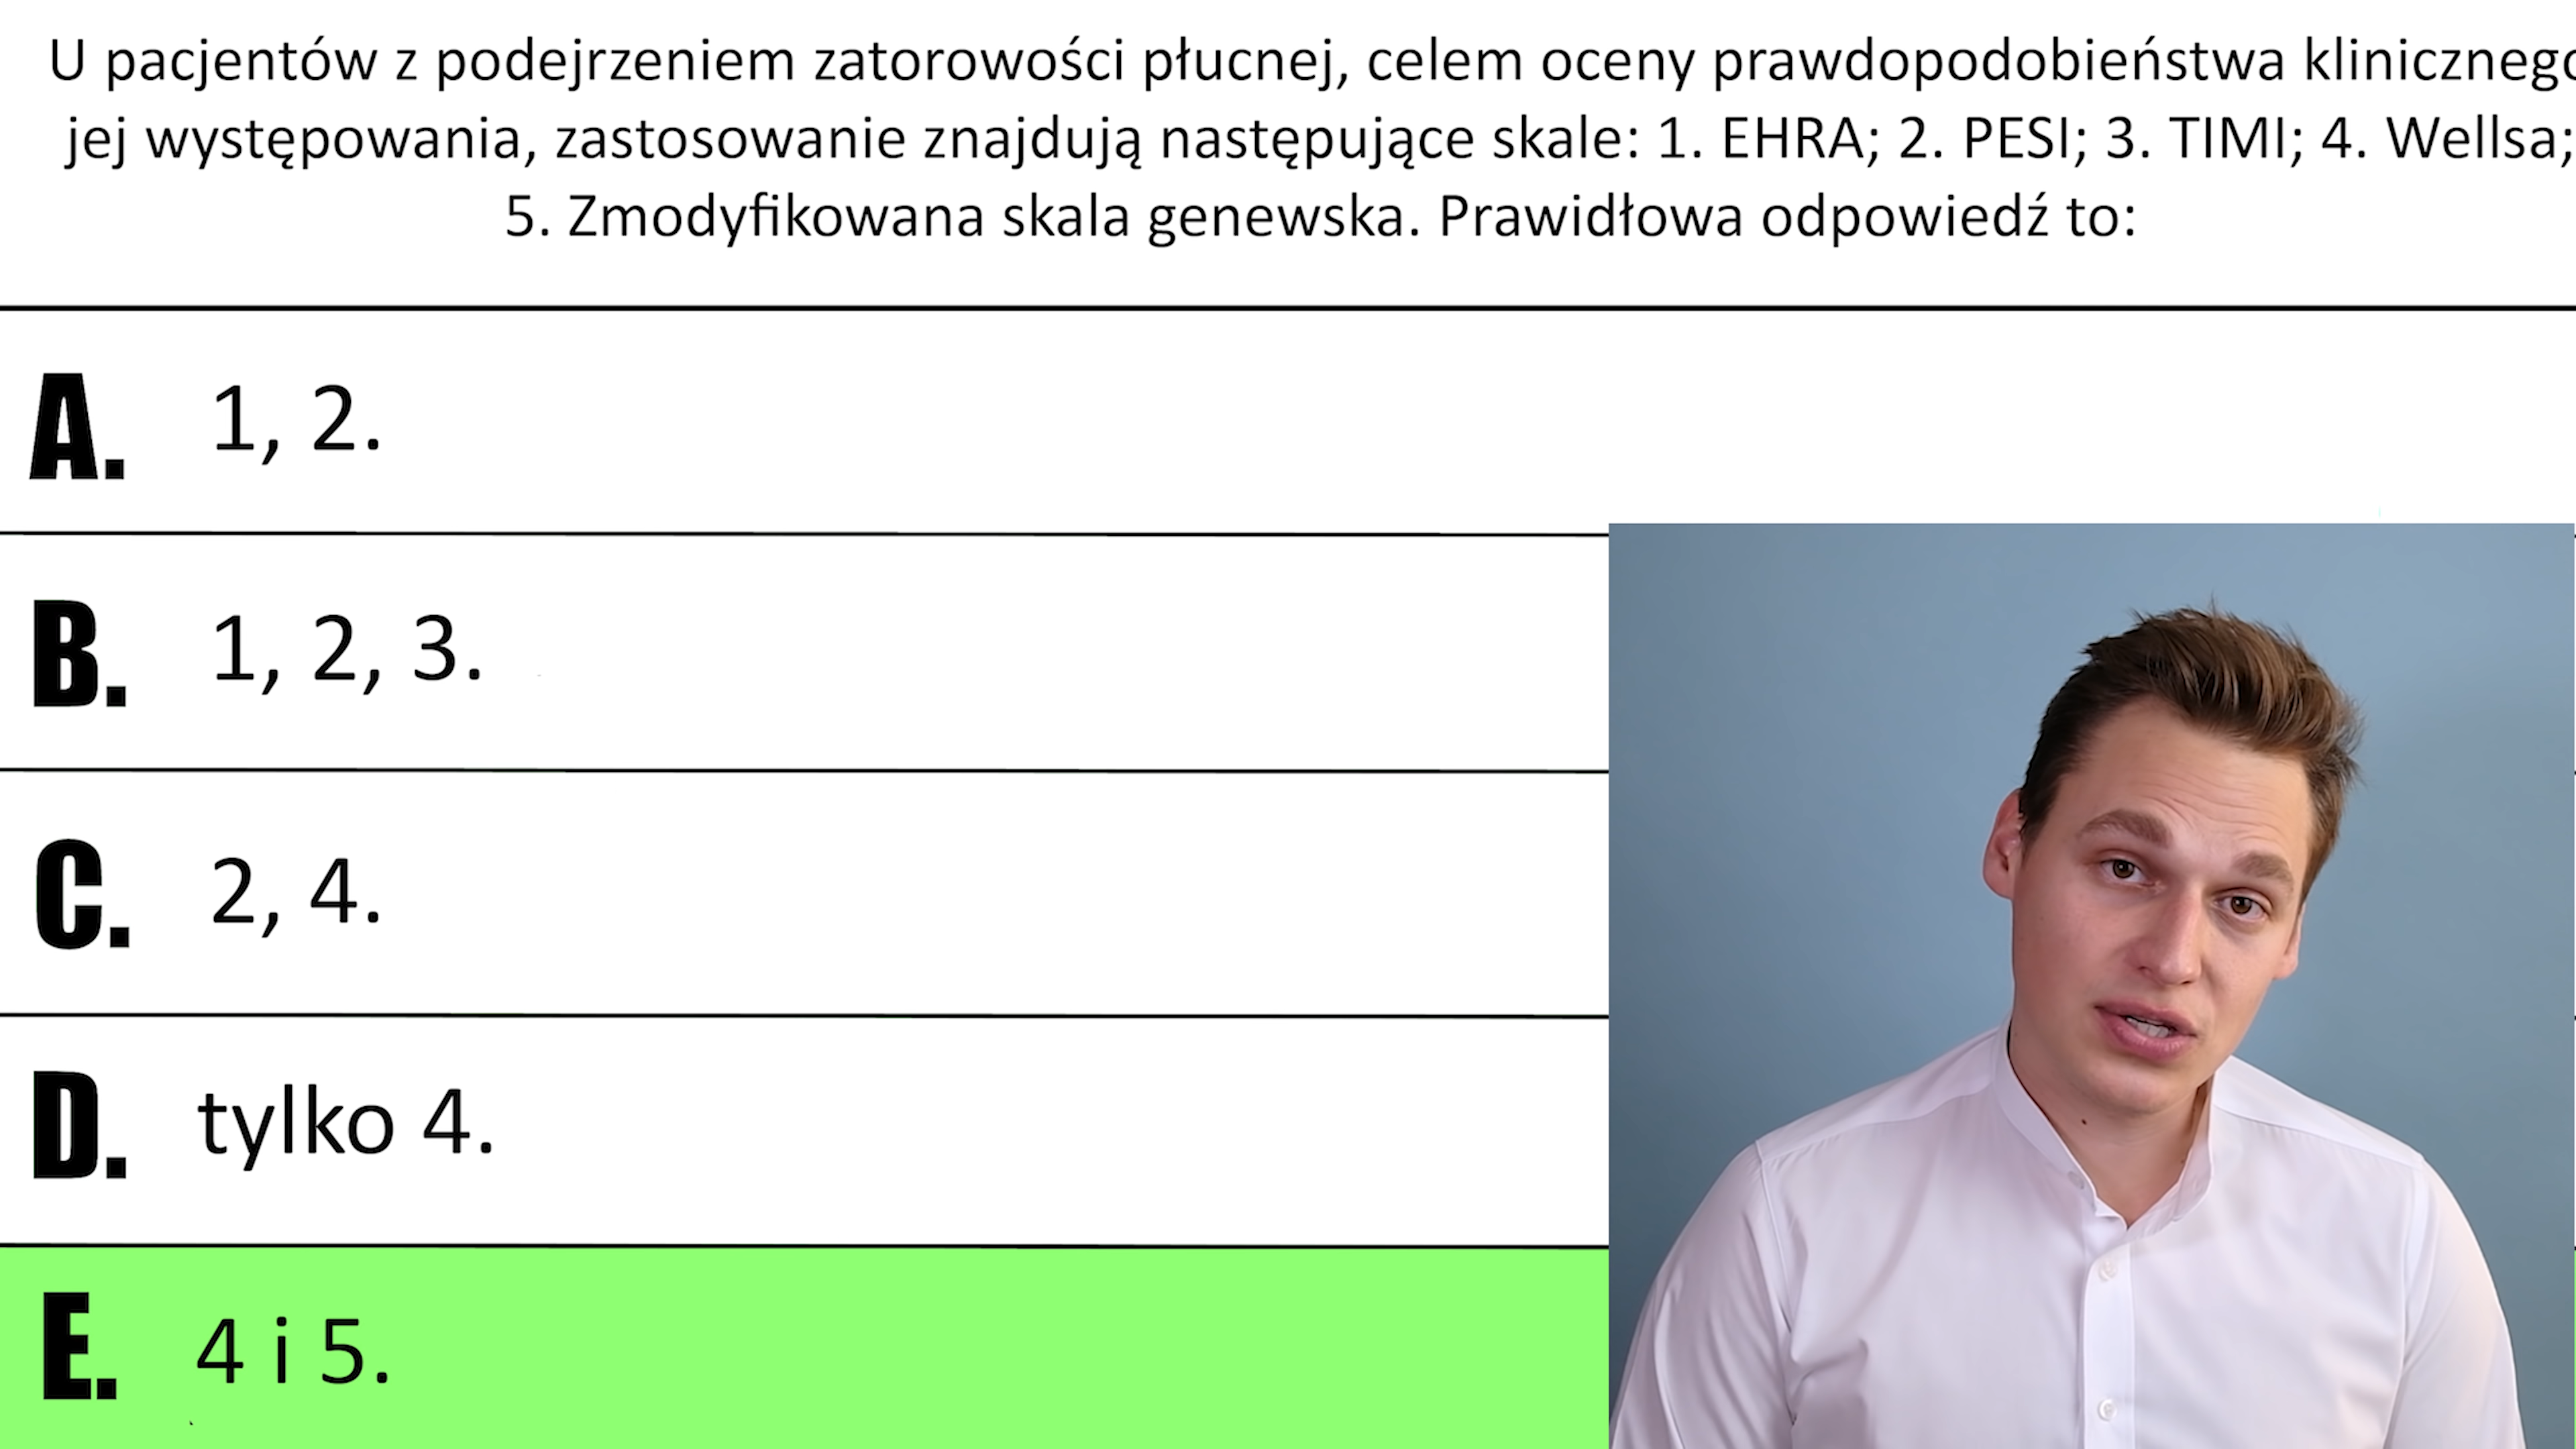 U pacjentów z podejrzeniem zatorowości płucnej, celem oceny prawdopodobieństwa klinicznego
jej występowania, zastosowanie znajdują następujące skale: 1. EHRA; 2. PESI; 3. TIMI; 4. Wellsa;
5. Zmodyfikowana skala genewska. Prawidłowa odpowiedź to:
A. 1, 2.
B. 1, 2, 3.
C. 2, 4.
D. tylko 4.
E. 4 i 5.